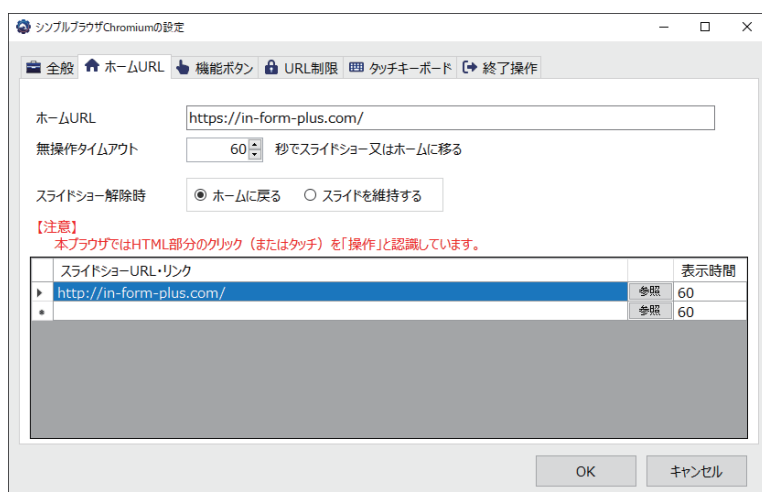 シンプルブラウザChromiumの設定
全般 ホームURL 機能ボタン URL制限 タッチキーボード 終了操作
ホームURL https://in-form-plus.com/
無操作タイムアウト 60 秒でスライドショー又はホームに移る
スライドショー解除時 ホームに戻る スライドを維持する
【注意】
本ブラウザではHTML部分のクリック（またはタッチ）を「操作」と認識しています。
スライドショーURL・リンク 表示時間
http://in-form-plus.com/ 参照 60
参照 60
OK キャンセル